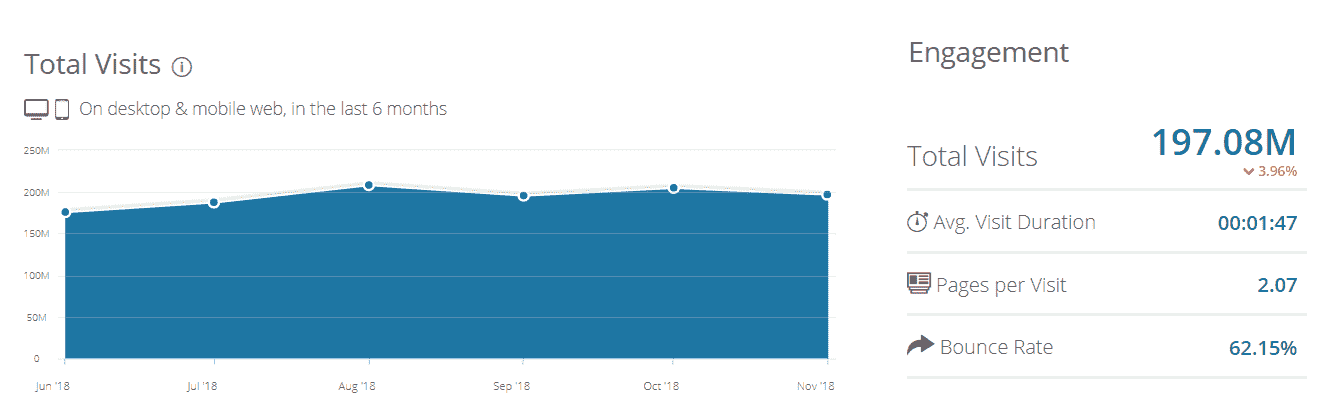 Total Visits
On desktop & mobile web, in the last 6 months
250M
200M
150M
100M
50M
0
Jun '18 Jul '18 Aug '18 Sep '18 Oct '18 Nov '18
Engagement
Total Visits 197.08M
3.96%
Avg. Visit Duration 00:01:47
Pages per Visit 2.07
Bounce Rate 62.15%